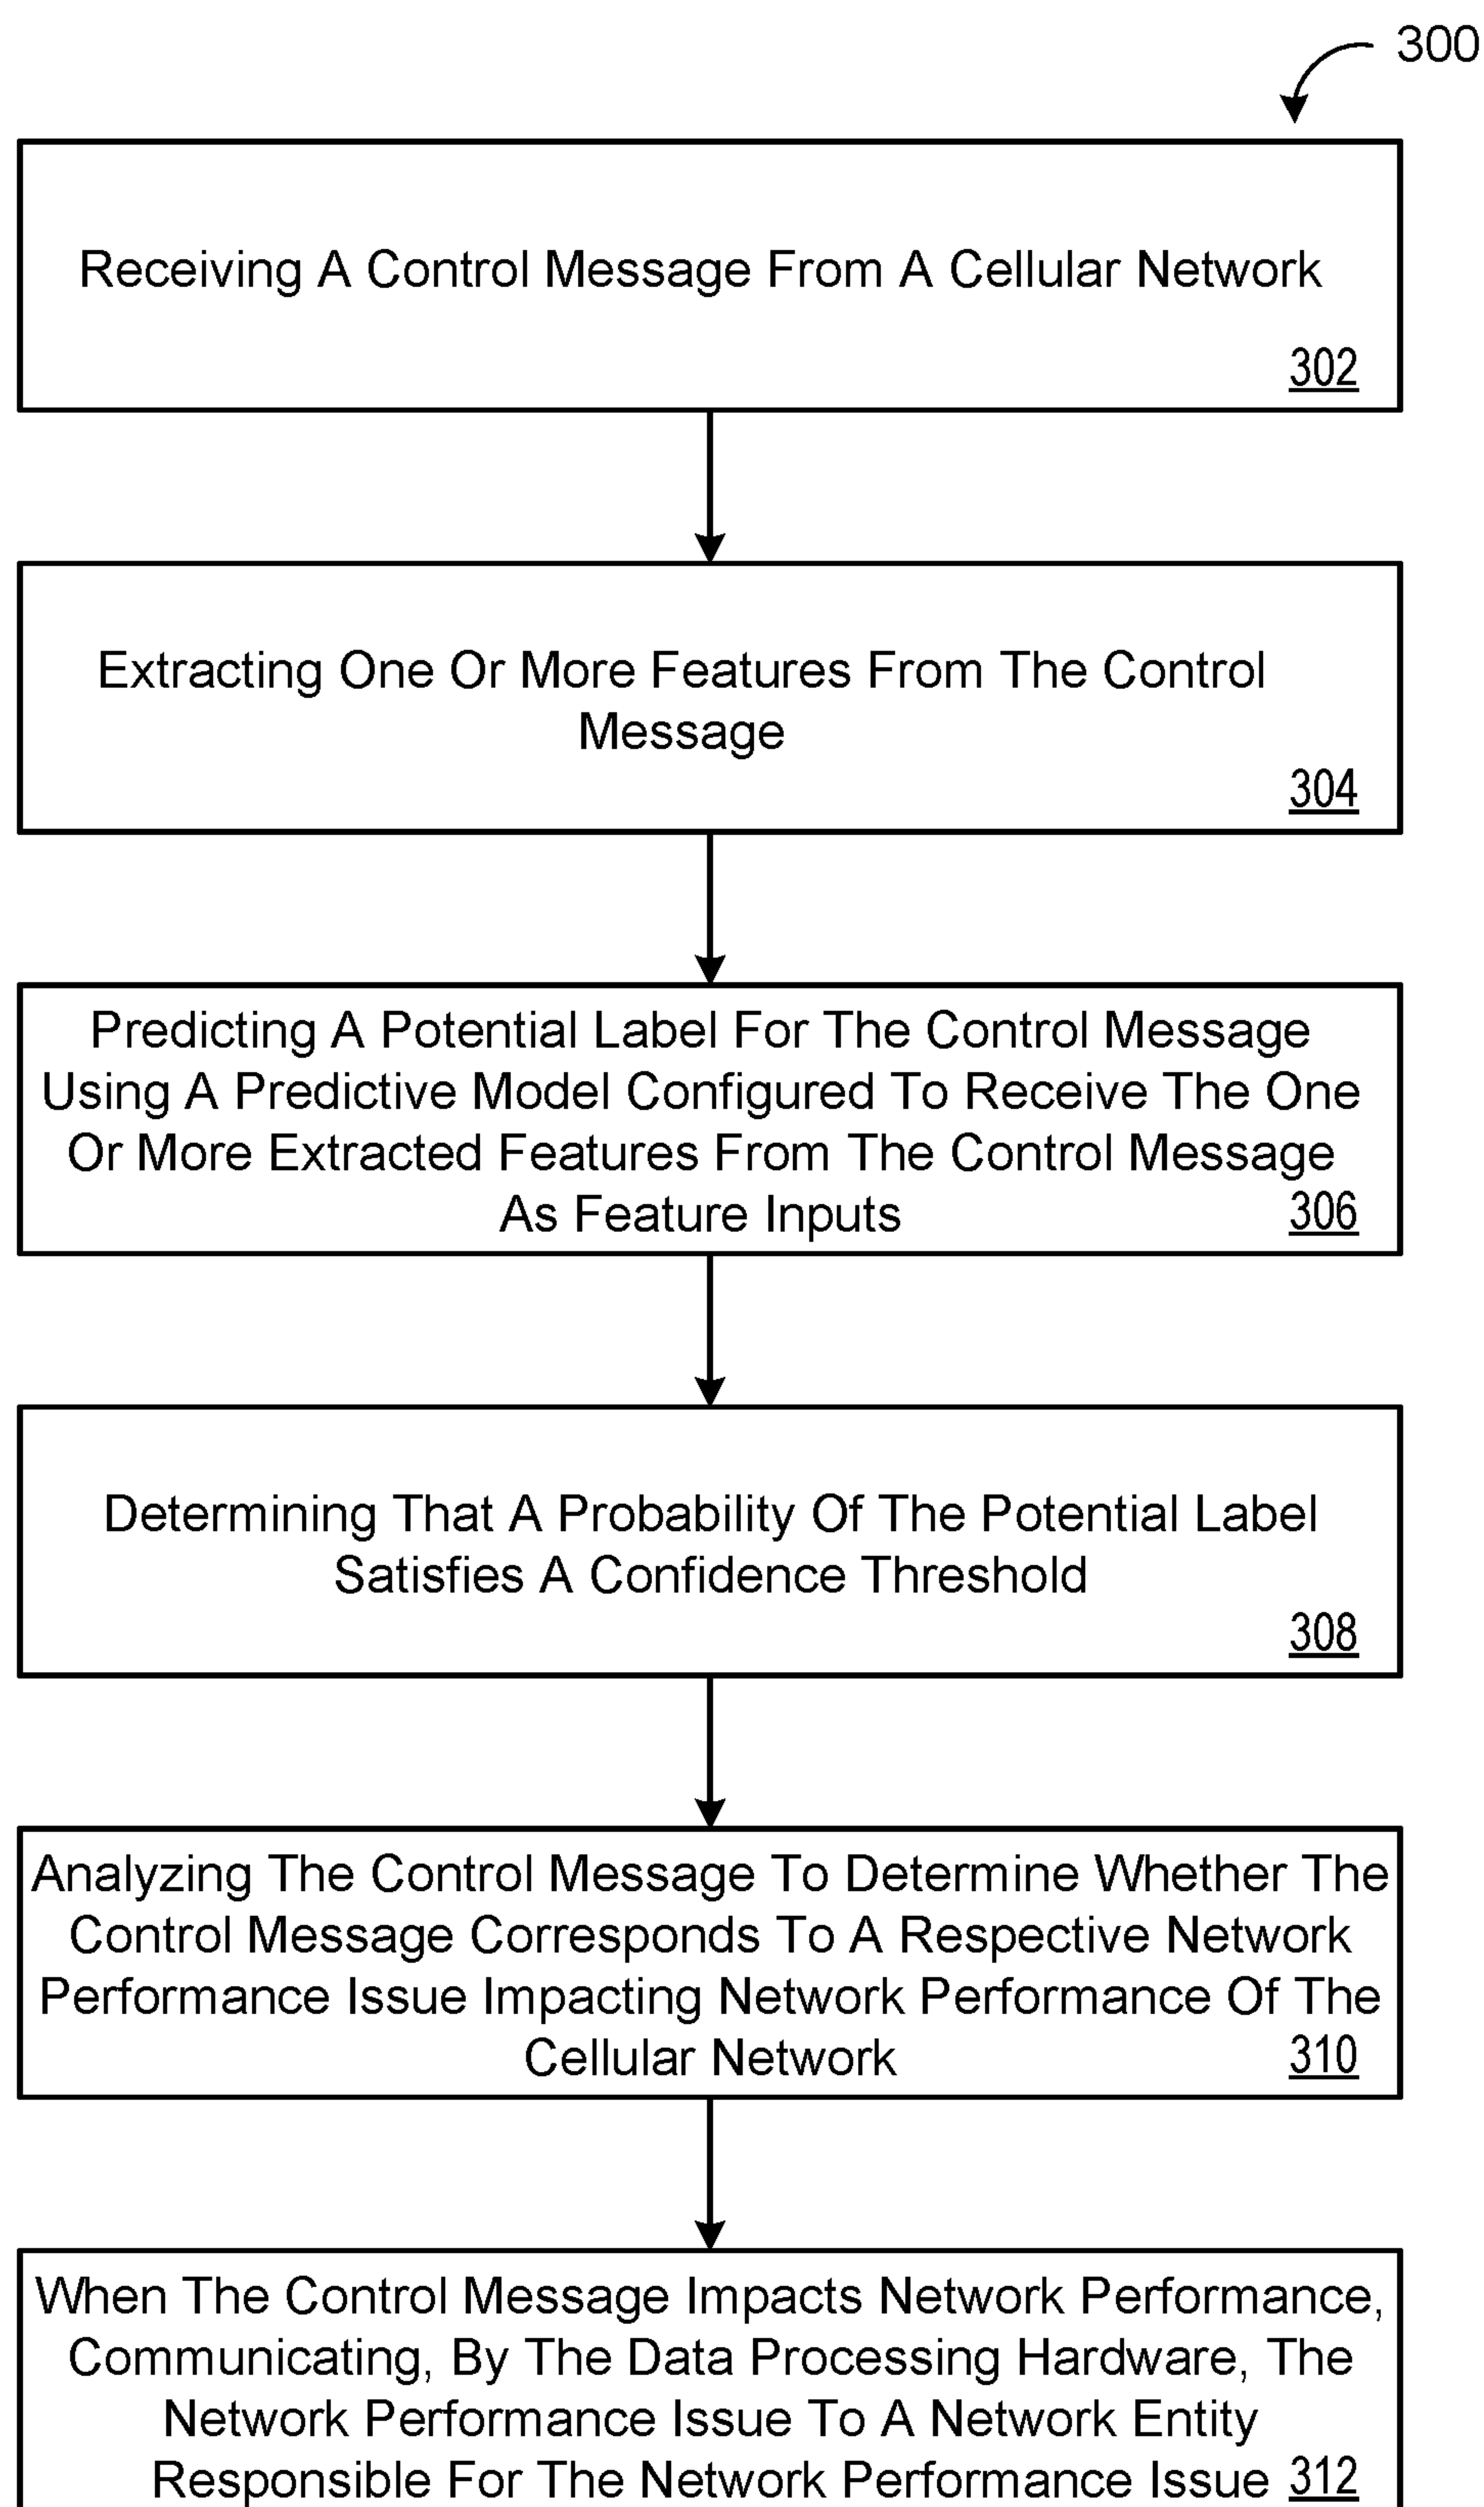 300
Receiving A Control Message From A Cellular Network
302
Extracting One Or More Features From The Control
Message
304
Predicting A Potential Label For The Control Message
Using A Predictive Model Configured To Receive The One
Or More Extracted Features From The Control Message
As Feature Inputs 306
Determining That A Probability Of The Potential Label
Satisfies A Confidence Threshold
308
Analyzing The Control Message To Determine Whether The
Control Message Corresponds To A Respective Network
Performance Issue Impacting Network Performance Of The
Cellular Network 310
When The Control Message Impacts Network Performance,
Communicating, By The Data Processing Hardware, The
Network Performance Issue To A Network Entity
Responsible For The Network Performance Issue 312